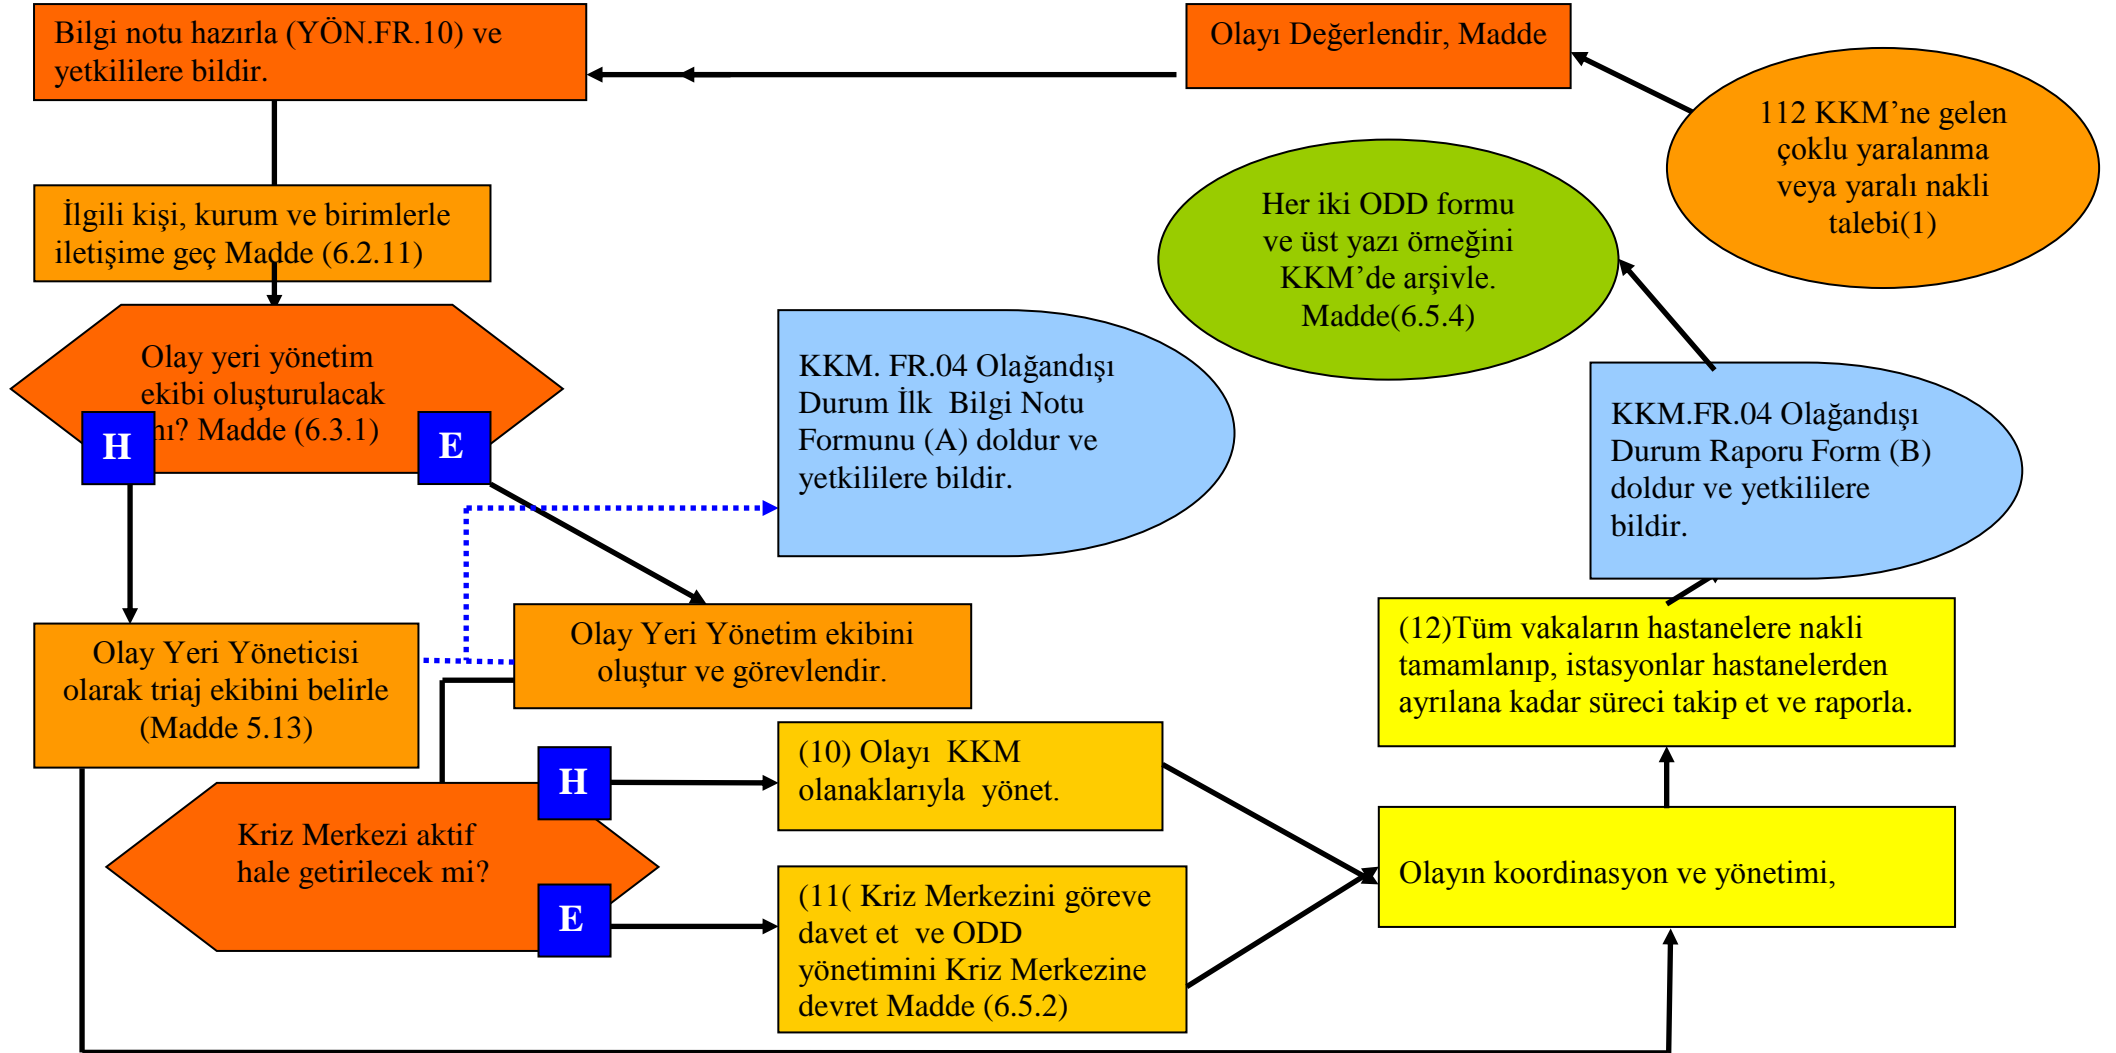 Bilgi notu hazırla (YÖN.FR.10) ve
yetkililere bildir.
Olayı Değerlendir, Madde
112 KKM’ne gelen
çoklu yaralanma
veya yaralı nakli
talebi(1)
Her iki ODD formu
ve üst yazı örneğini
KKM’de arşivle.
Madde(6.5.4)
İlgili kişi, kurum ve birimlerle
iletişime geç Madde (6.2.11)
Olay yeri yönetim
ekibi oluşturulacak
mı? Madde (6.3.1)
H
E
KKM. FR.04 Olağandışı
Durum İlk Bilgi Notu
Formunu (A) doldur ve
yetkililere bildir.
KKM.FR.04 Olağandışı
Durum Raporu Form (B)
doldur ve yetkililere
bildir.
Olay Yeri Yöneticisi
olarak triaj ekibini belirle
(Madde 5.13)
Olay Yeri Yönetim ekibini
oluştur ve görevlendir.
(12)Tüm vakaların hastanelere nakli
tamamlanıp, istasyonlar hastanelerden
ayrılana kadar süreci takip et ve raporla.
Kriz Merkezi aktif
hale getirilecek mi?
H
E
(10) Olayı KKM
olanaklarıyla yönet.
(11( Kriz Merkezini göreve
davet et ve ODD
yönetimini Kriz Merkezine
devret Madde (6.5.2)
Olayın koordinasyon ve yönetimi,